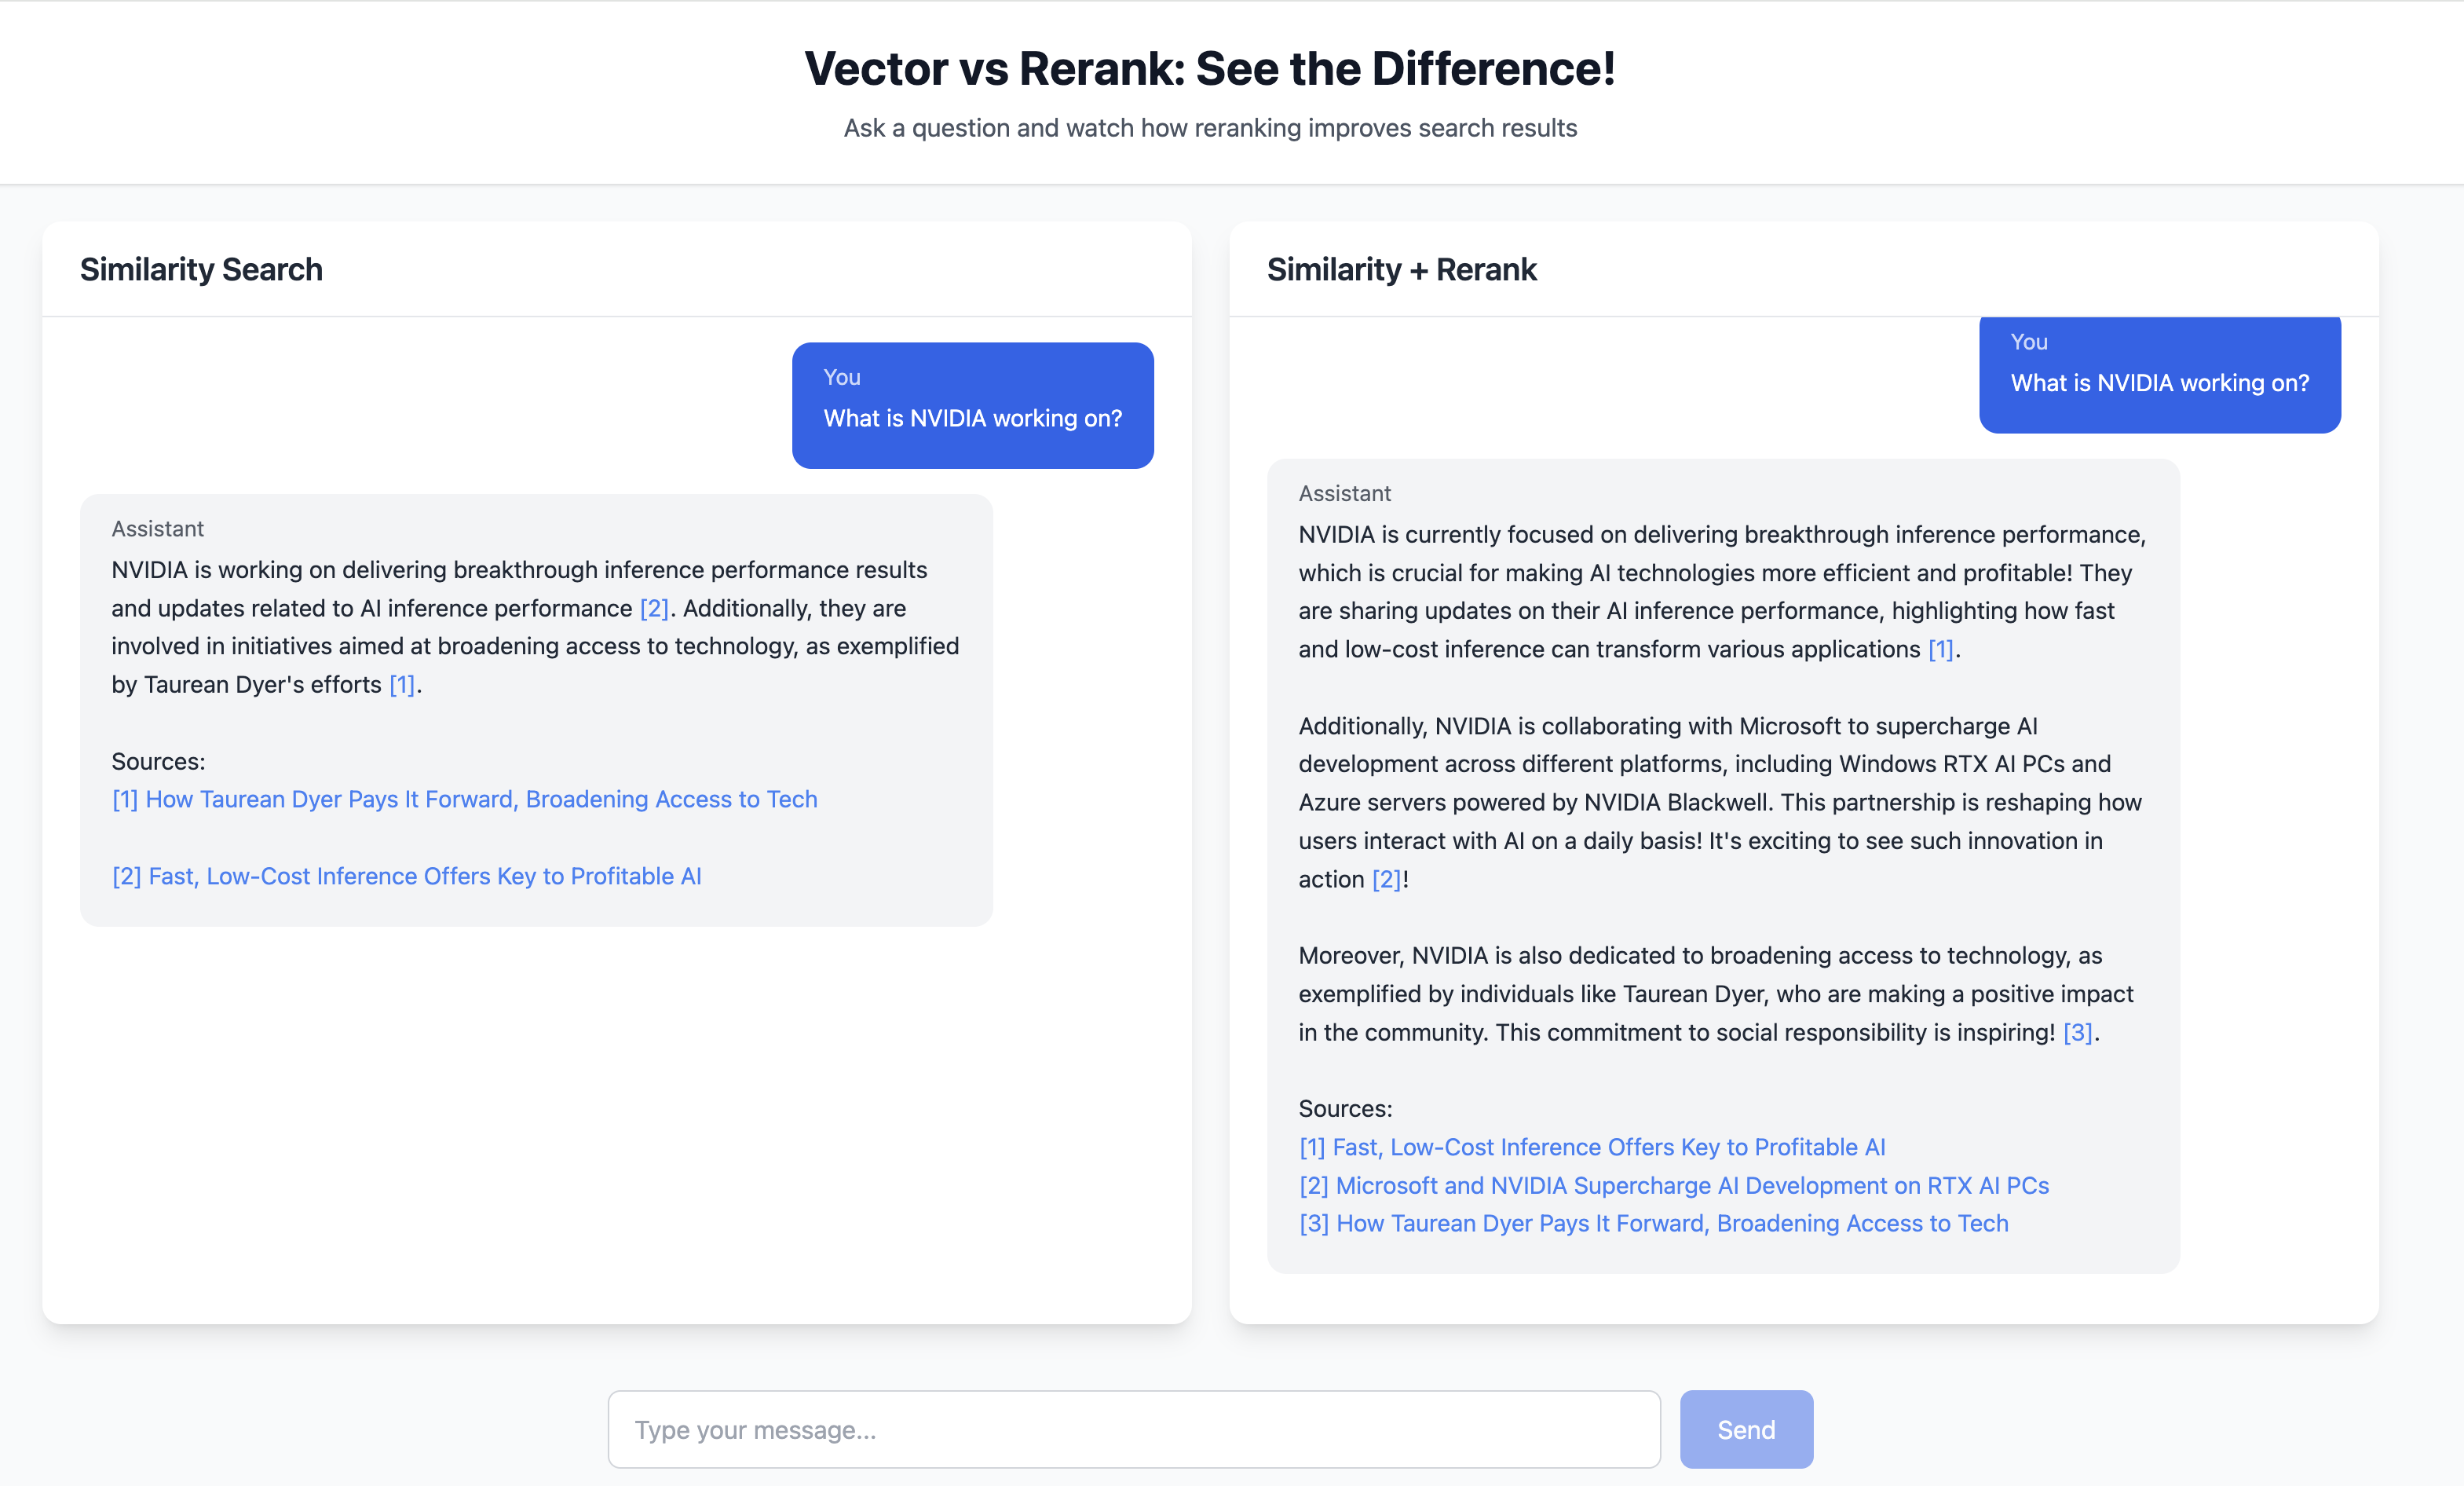 Vector vs Rerank: See the Difference!
Ask a question and watch how reranking improves search results
Similarity Search
You
What is NVIDIA working on?
Assistant
NVIDIA is working on delivering breakthrough inference performance results
and updates related to AI inference performance [2]. Additionally, they are
involved in initiatives aimed at broadening access to technology, as exemplified
by Taurean Dyer's efforts [1].
Sources:
[1] How Taurean Dyer Pays It Forward, Broadening Access to Tech
[2] Fast, Low-Cost Inference Offers Key to Profitable AI
Similarity + Rerank
You
What is NVIDIA working on?
Assistant
NVIDIA is currently focused on delivering breakthrough inference performance,
which is crucial for making AI technologies more efficient and profitable! They
are sharing updates on their AI inference performance, highlighting how fast
and low-cost inference can transform various applications [1].
Additionally, NVIDIA is collaborating with Microsoft to supercharge AI
development across different platforms, including Windows RTX AI PCs and
Azure servers powered by NVIDIA Blackwell. This partnership is reshaping how
users interact with AI on a daily basis! It's exciting to see such innovation in
action [2]!
Moreover, NVIDIA is also dedicated to broadening access to technology, as
exemplified by individuals like Taurean Dyer, who are making a positive impact
in the community. This commitment to social responsibility is inspiring! [3].
Sources:
[1] Fast, Low-Cost Inference Offers Key to Profitable AI
[2] Microsoft and NVIDIA Supercharge AI Development on RTX AI PCs
[3] How Taurean Dyer Pays It Forward, Broadening Access to Tech
Type your message...
Send